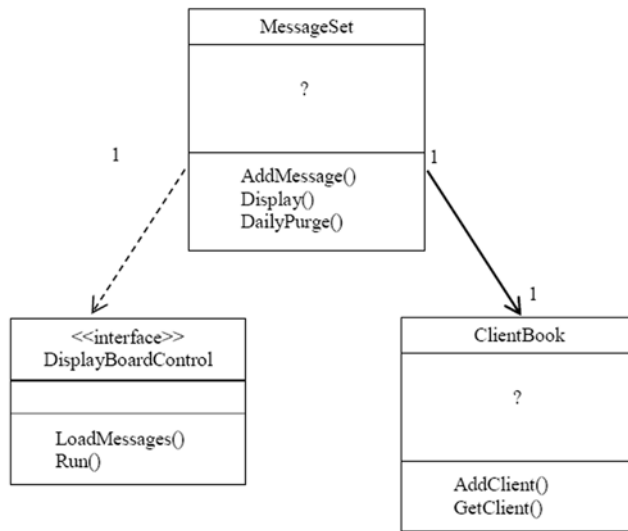 MessageSet
?
1
1
AddMessage()
Display()
DailyPurge()
1
<<interface>>
DisplayBoardControl
LoadMessages()
Run()
ClientBook
?
AddClient()
GetClient()